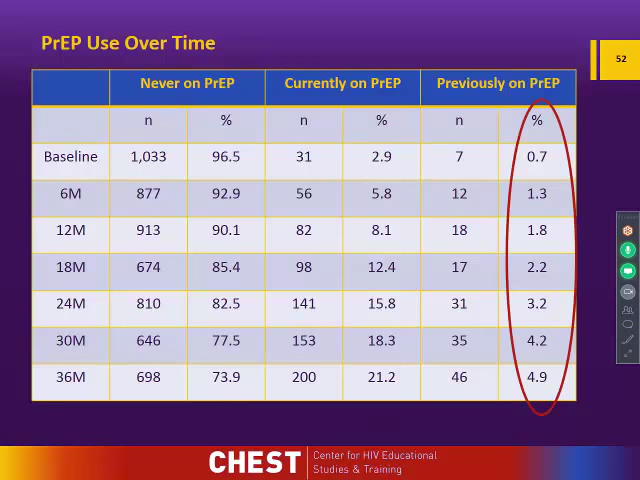 PrEP Use Over Time
52
Never on PrEP Currently on PrEP Previously on PrEP
n % n % n %
Baseline 1,033 96.5 31 2.9 7 0.7
6M 877 92.9 56 5.8 12 1.3
12M 913 90.1 82 8.1 18 1.8
18M 674 85.4 98 12.4 17 2.2
24M 810 82.5 141 15.8 31 3.2
30M 646 77.5 153 18.3 35 4.2
36M 698 73.9 200 21.2 46 4.9
CHEST Center for HIV Educational
Studies & Training